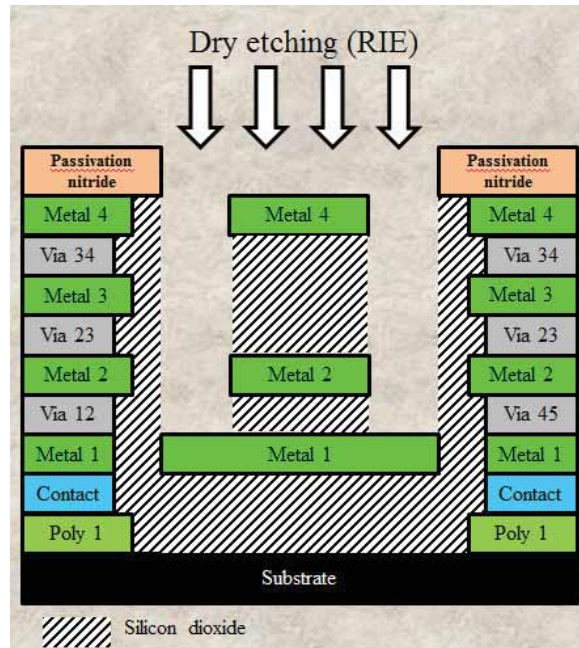 Dry etching (RIE)
Passivation nitride
Passivation nitride
Metal 4
Metal 4
Metal 4
Via 34
Via 34
Metal 3
Metal 3
Via 23
Via 23
Metal 2
Metal 2
Metal 2
Via 12
Via 45
Metal 1
Metal 1
Metal 1
Contact
Contact
Poly 1
Poly 1
Substrate
Silicon dioxide